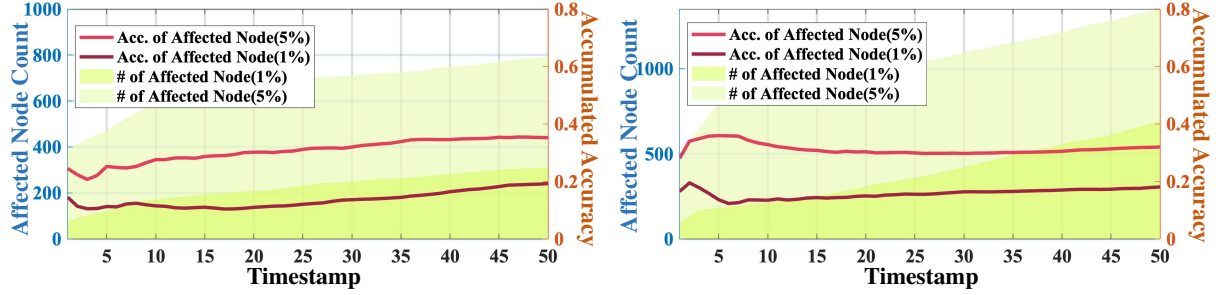 Affected Node Count
1000
800
600
400
200
0
Acc. of Affected Node(5%)
Acc. of Affected Node(1%)
# of Affected Node(1%)
# of Affected Node(5%)
0.8
0.6
0.4
0.2
0
Accumulated Accuracy
5 10 15 20 25 30 35 40 45 50
Timestamp
Affected Node Count
1000
500
0
Acc. of Affected Node(5%)
Acc. of Affected Node(1%)
# of Affected Node(1%)
# of Affected Node(5%)
0.8
0.6
0.4
0.2
0
Accumulated Accuracy
5 10 15 20 25 30 35 40 45 50
Timestamp